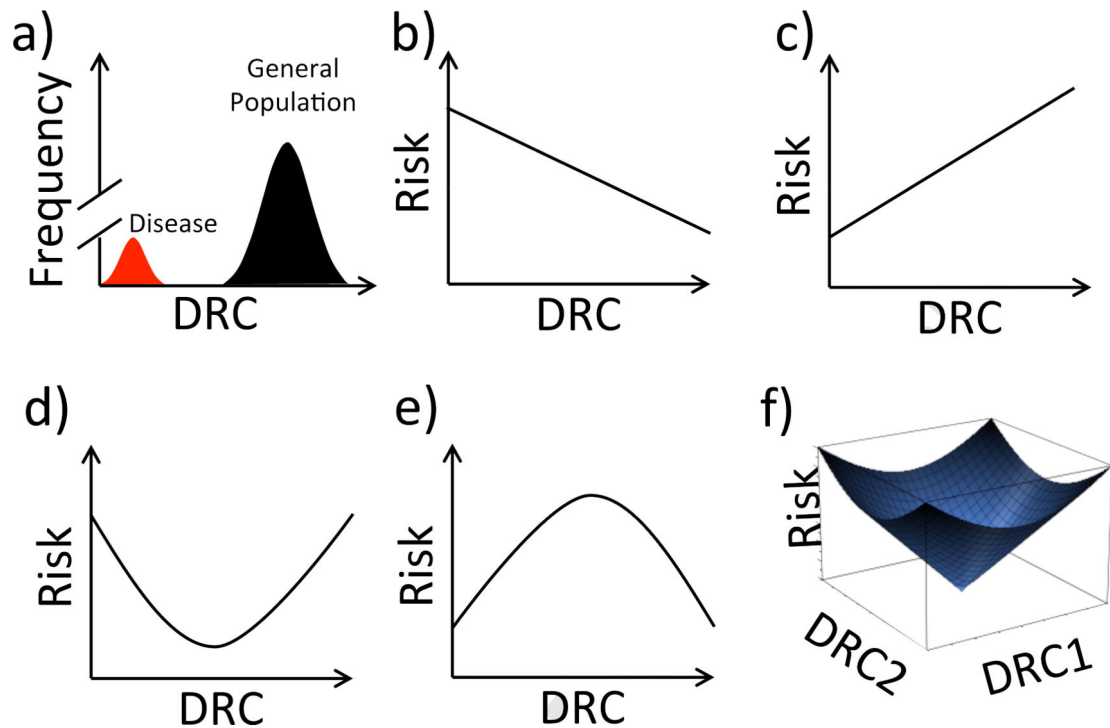 a)
General
Population
Frequency
Disease
DRC
b)
Risk
DRC
c)
Risk
DRC
d)
Risk
DRC
e)
Risk
DRC
f)
Risk
DRC2
DRC1